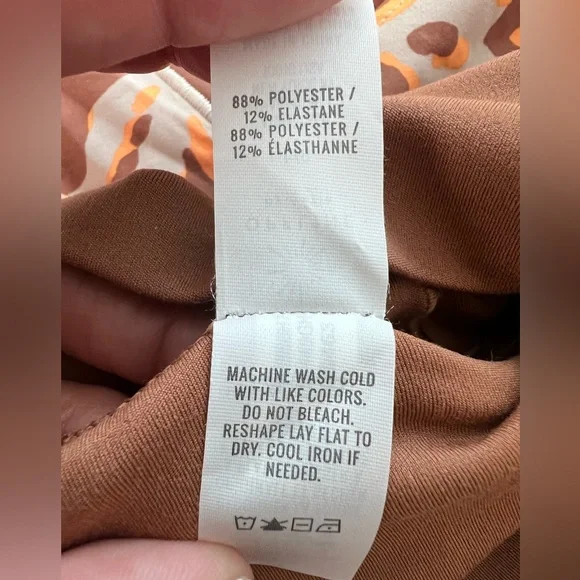 88% POLYESTER /
12% ELASTANE
88% POLYESTER /
12% ÉLASTHANNE
MACHINE WASH COLD
WITH LIKE COLORS.
DO NOT BLEACH.
RESHAPE LAY FLAT TO
DRY. COOL IRON IF
NEEDED.